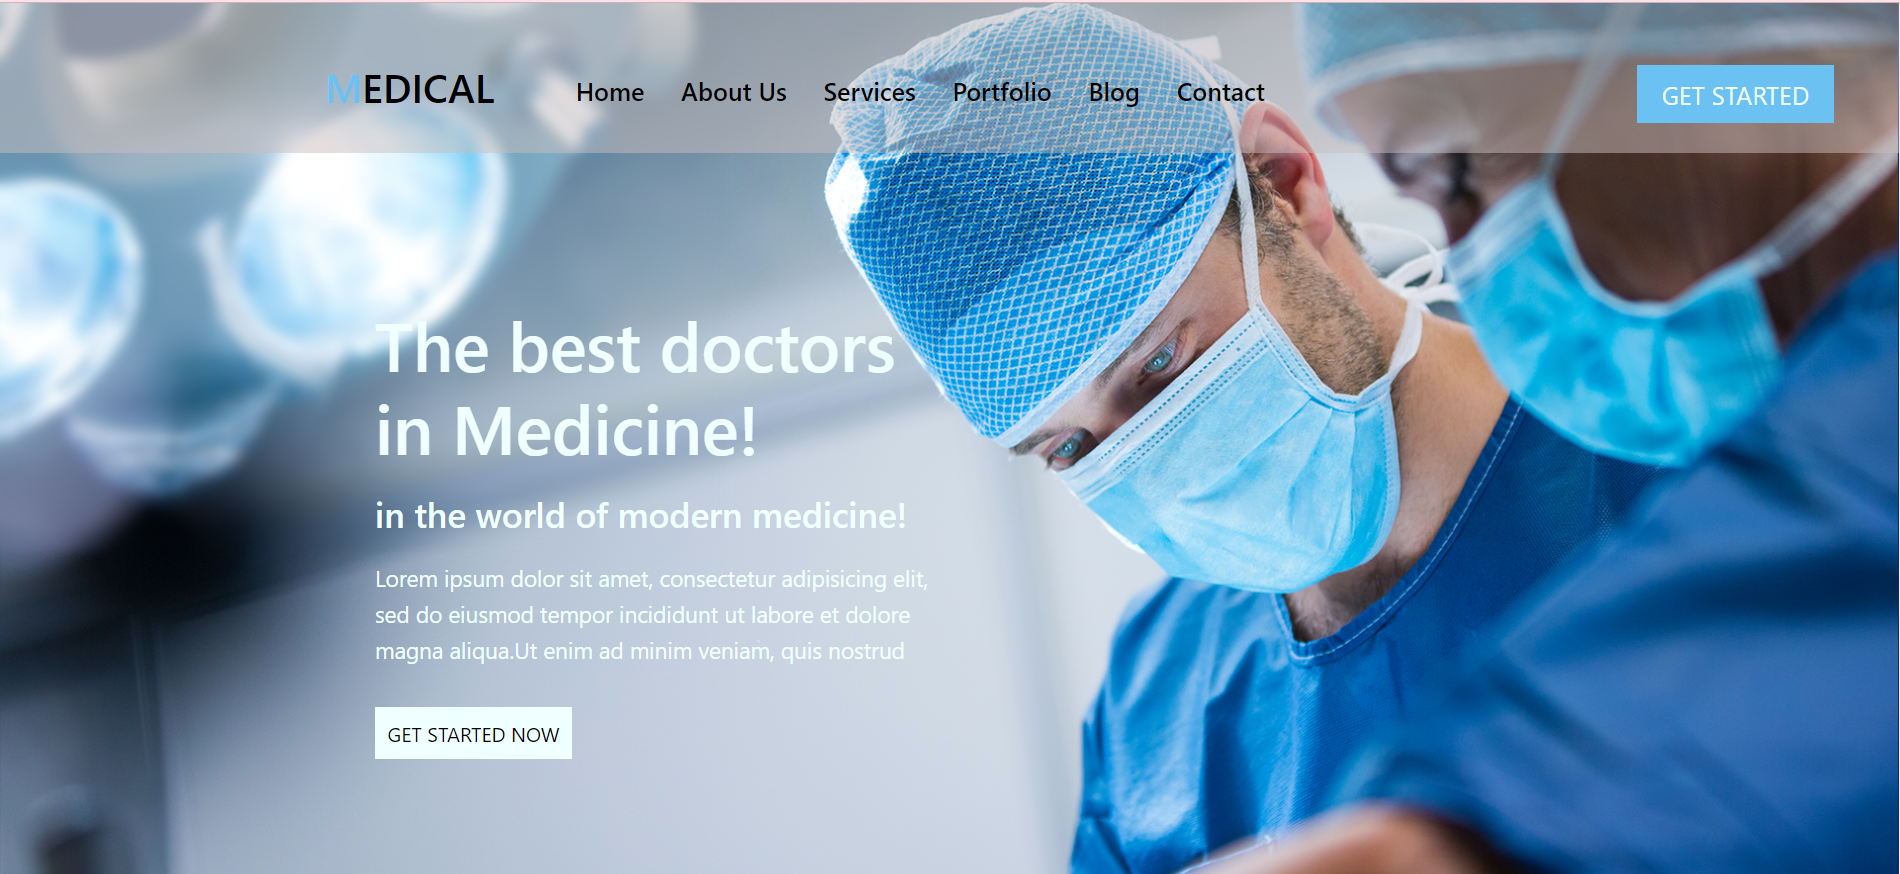 MEDICAL
Home About Us Services Portfolio Blog Contact
GET STARTED
The best doctors
in Medicine!
in the world of modern medicine!
Lorem ipsum dolor sit amet, consectetur adipisicing elit,
sed do eiusmod tempor incididunt ut labore et dolore
magna aliqua.Ut enim ad minim veniam, quis nostrud
GET STARTED NOW